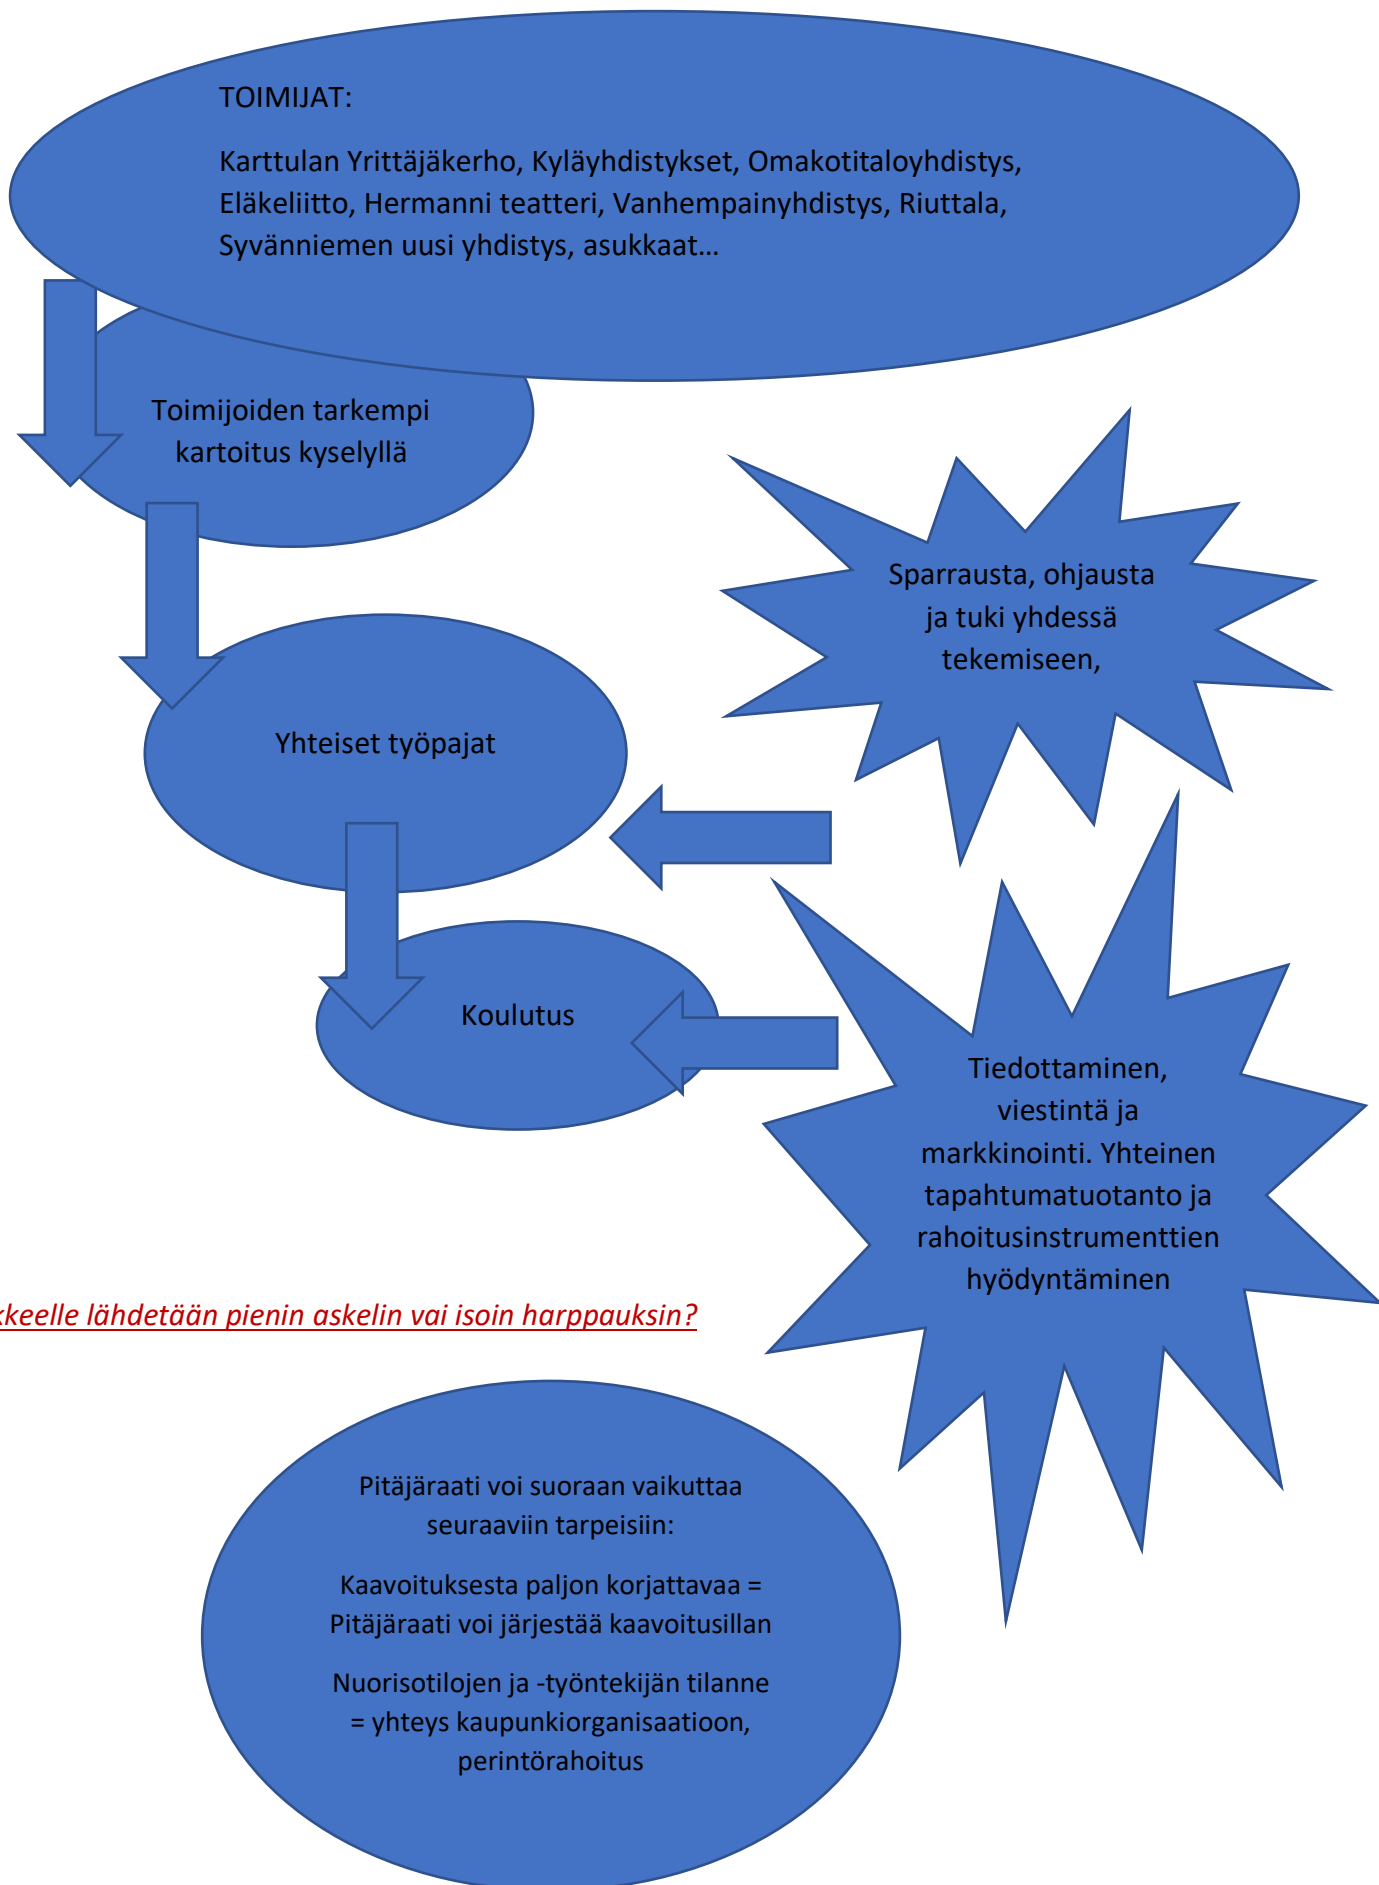 TOIMIJAT:
Karttulan Yrittäjäkerho, Kyläyhdistykset, Omakotitaloyhdistys,
Eläkeliitto, Hermanni teatteri, Vanhempainyhdistys, Riuttala,
Syvänniemen uusi yhdistys, asukkaat…
Toimijoiden tarkempi
kartoitus kyselyllä
Sparrausta, ohjausta
ja tuki yhdessä
tekemiseen,
Yhteiset työpajat
Koulutus
Tiedottaminen,
viestintä ja
markkinointi. Yhteinen
tapahtumatuotanto ja
rahoitusinstrumenttien
hyödyntäminen
lähdetään pienin askelin vai isoin harppauksin?
Pitäjäraati voi suoraan vaikuttaa
seuraaviin tarpeisiin:
Kaavoituksesta paljon korjattavaa =
Pitäjäraati voi järjestää kaavoitusillan
Nuorisotilojen ja -työntekijän tilanne
= yhteys kaupunkiorganisaatioon,
perintörahoitus